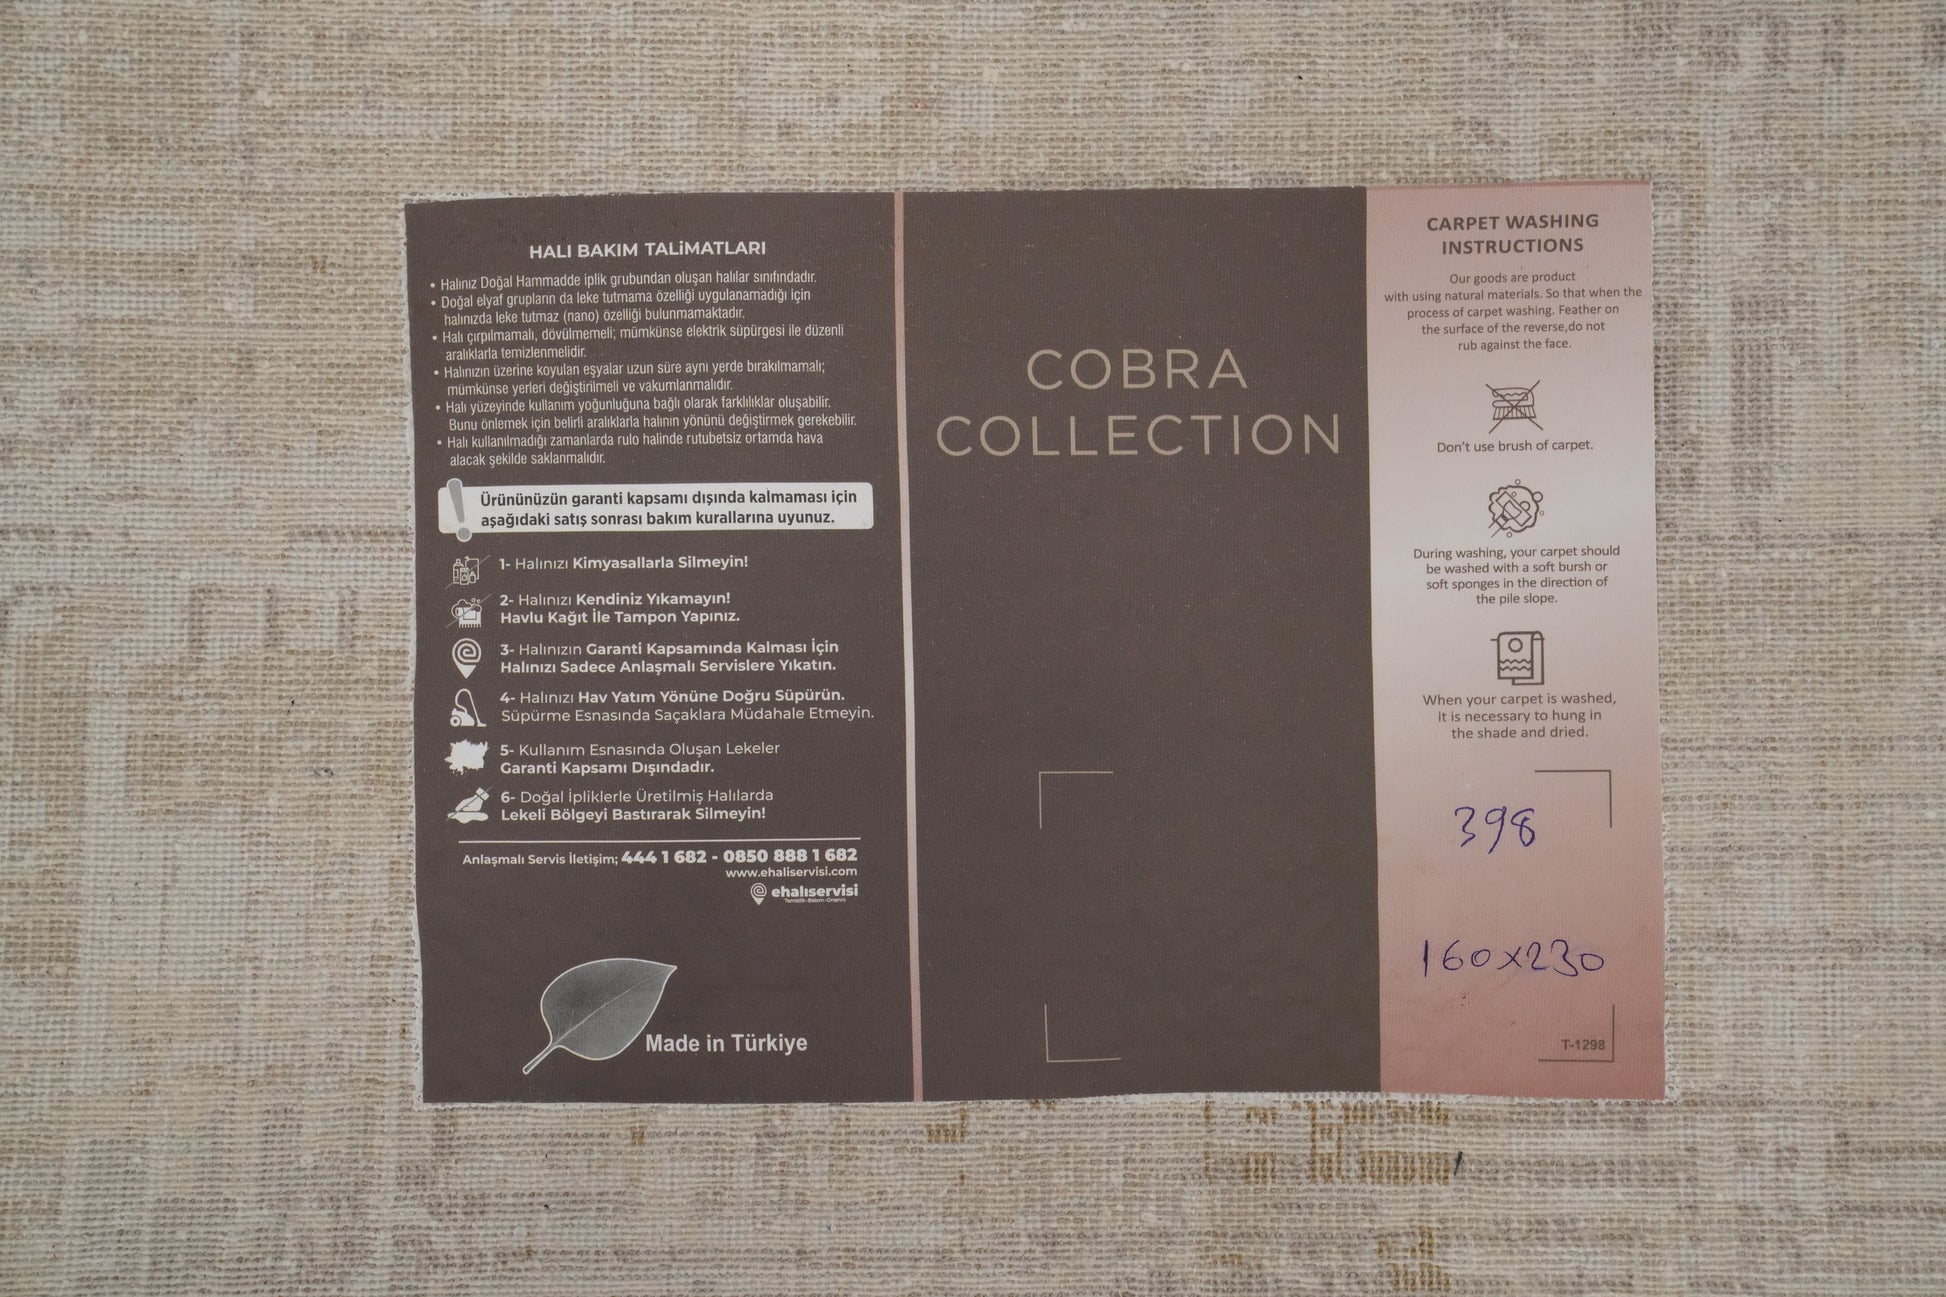 HALI BAKIM TALİMATLARI
• Halınız Doğal Hammadde iplik grubundan oluşan halılar sınıfındadır.
• Doğal elyaf grupların da leke tutmama özelliği uygulanamadığı için
halınızda leke tutmaz (nano) özelliği bulunmamaktadır.
• Halı çırpılmamalı, dövülmemeli; mümkünse elektrik süpürgesi ile düzenli
aralıklarla temizlenmelidir.
• Halınızın üzerine koyulan eşyalar uzun süre aynı yerde bırakılmamalı;
mümkünse yerleri değiştirilmeli ve vakumlanmalıdır.
• Halı yüzeyinde kullanım yoğunluğuna bağlı olarak farklılıklar oluşabilir.
Bunu önlemek için belirli aralıklarla halının yönünü değiştirmek gerekebilir.
• Halı kullanılmadığı zamanlarda rulo halinde rutubetsiz ortamda hava
alacak şekilde saklanmalıdır.
Ürününüzün garanti kapsamı dışında kalmaması için
aşağıdaki satış sonrası bakım kurallarına uyunuz.
1- Halınızı Kimyasallarla Silmeyin!
2- Halınızı Kendiniz Yıkamayın!
Havlu Kağıt İle Tampon Yapınız.
3- Halınızın Garanti Kapsamında Kalması İçin
Halınızı Sadece Anlaşmalı Servislere Yıkatın.
4- Halınızı Hav Yatım Yönüne Doğru Süpürün.
Süpürme Esnasında Saçaklara Müdahale Etmeyin.
5- Kullanım Esnasında Oluşan Lekeler
Garanti Kapsamı Dışındadır.
6- Doğal İpliklerle Üretilmiş Halılarda
Lekeli Bölgeyi Bastırarak Silmeyin!
Anlaşmalı Servis İletişim; 444 1 682 - 0850 888 1 682
www.ehaliservisi.com
ehalıservisi
Temizlik-Bakım-Onarım
Made in Türkiye
COBRA
COLLECTION
CARPET WASHING
INSTRUCTIONS
Our goods are product
with using natural materials. So that when the
process of carpet washing. Feather on
the surface of the reverse,do not
rub against the face.
Don't use brush of carpet.
During washing, your carpet should
be washed with a soft bursh or
soft sponges in the direction of
the pile slope.
When your carpet is washed,
it is necessary to hung in
the shade and dried.
398
160x230
T-1298